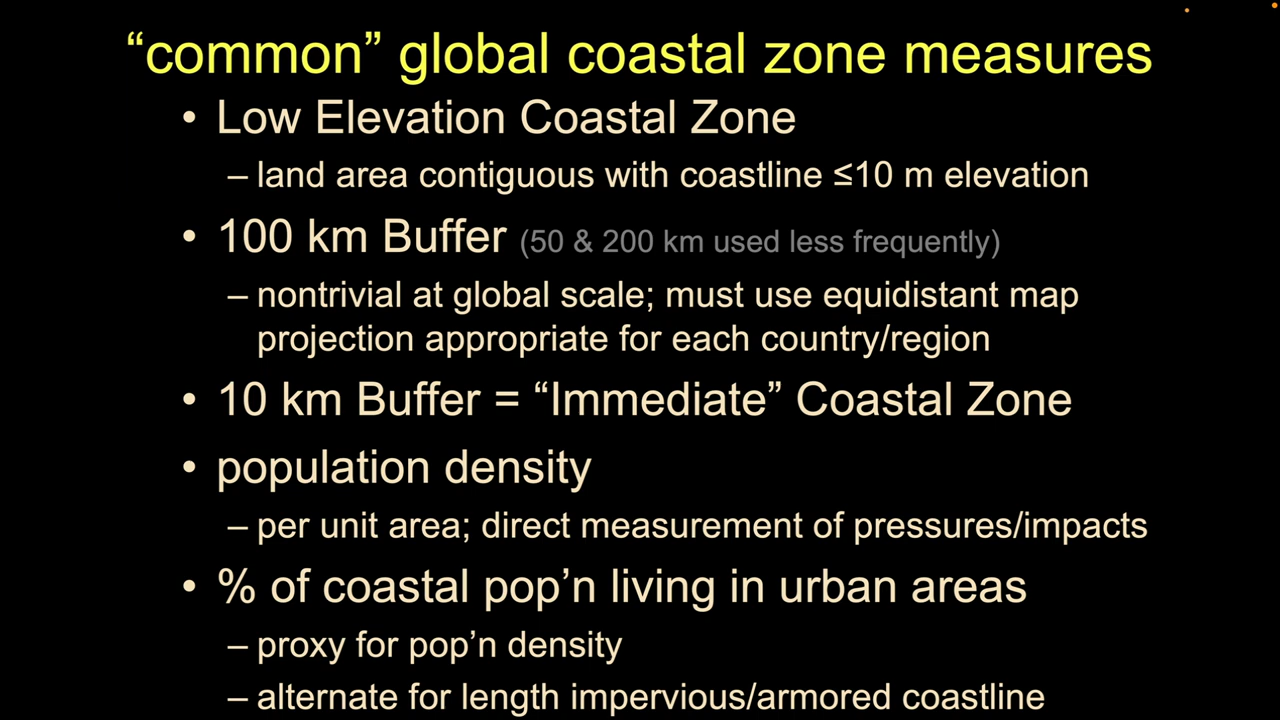 “common” global coastal zone measures
• Low Elevation Coastal Zone
– land area contiguous with coastline ≤10 m elevation
• 100 km Buffer (50 & 200 km used less frequently)
– nontrivial at global scale; must use equidistant map
projection appropriate for each country/region
• 10 km Buffer = “Immediate” Coastal Zone
• population density
– per unit area; direct measurement of pressures/impacts
• % of coastal pop’n living in urban areas
– proxy for pop’n density
– alternate for length impervious/armored coastline